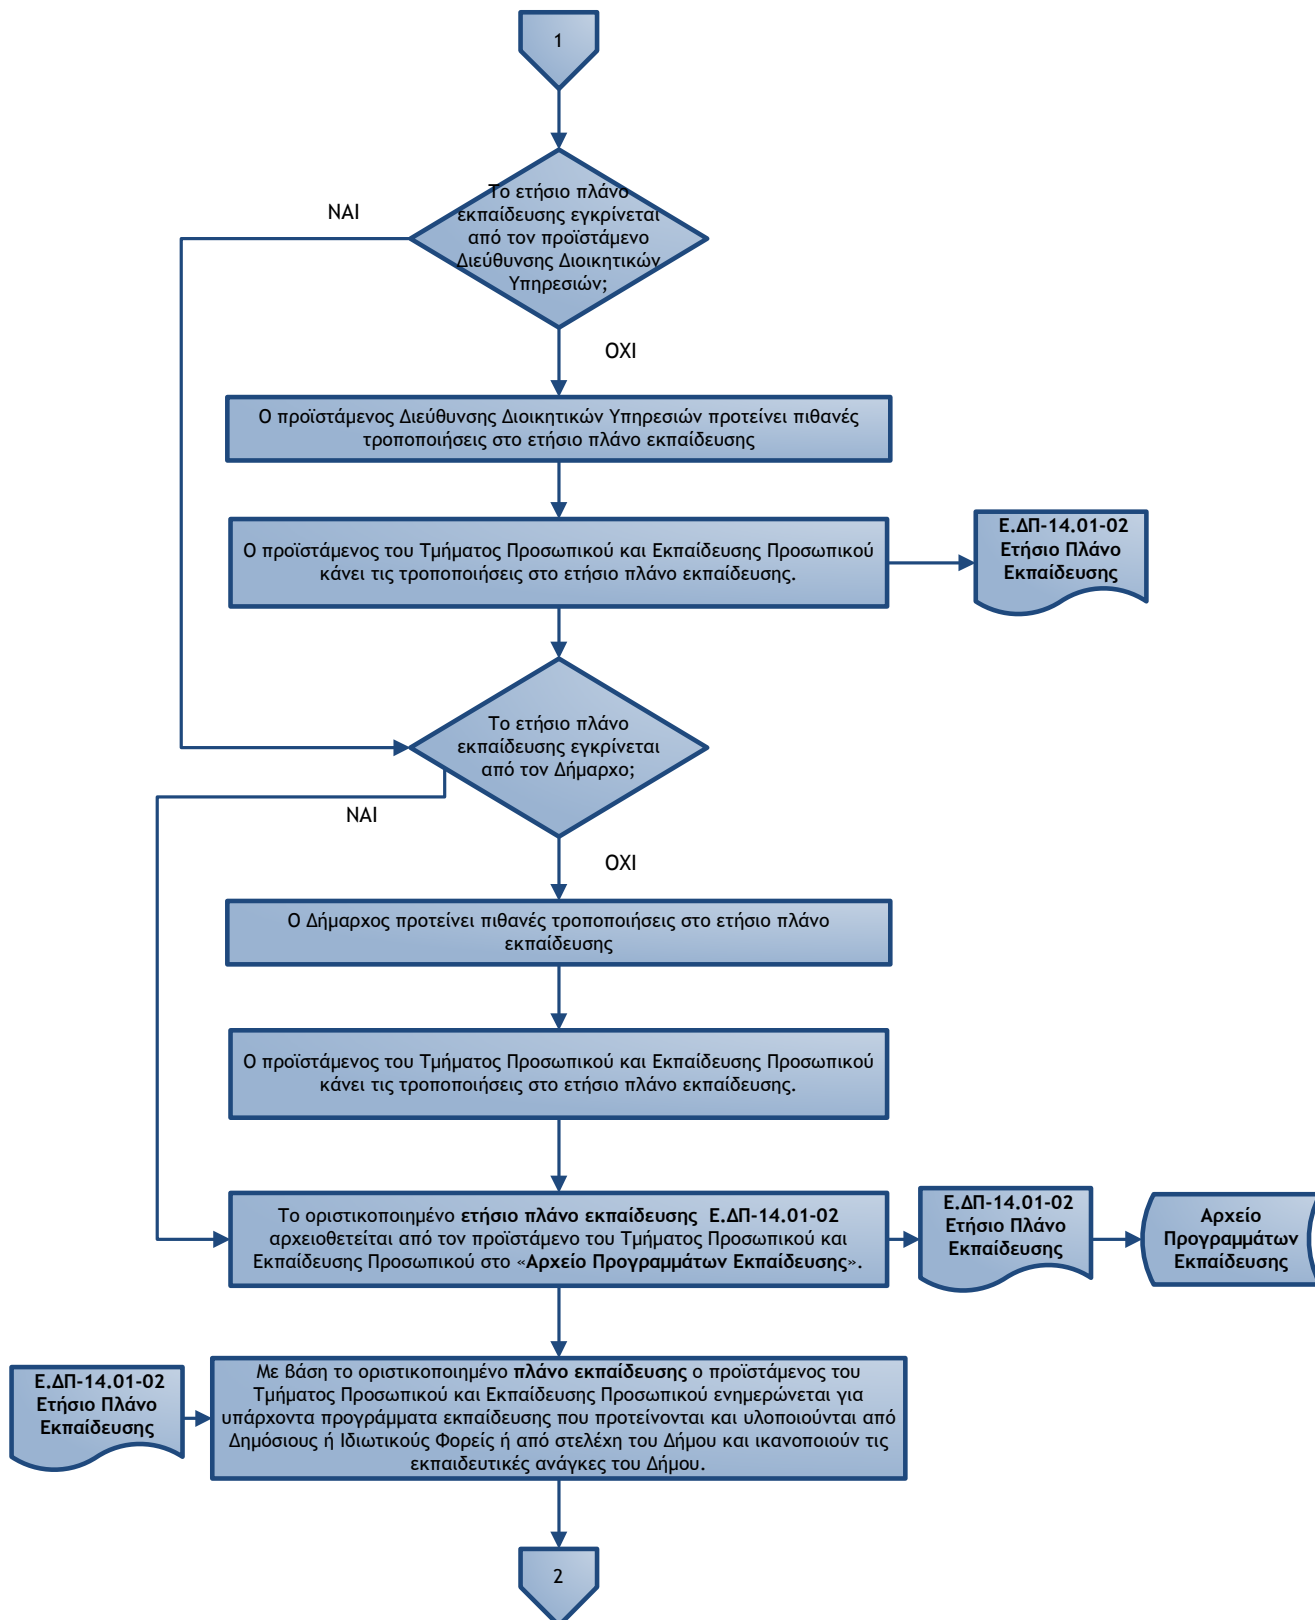 1
Το ετήσιο πλάνο
εκπαίδευσης εγκρίνεται
από τον προϊστάμενο
Διεύθυνσης Διοικητικών
Υπηρεσιών;
ΝΑΙ
ΟΧΙ
Ο προϊστάμενος Διεύθυνσης Διοικητικών Υπηρεσιών προτείνει πιθανές
τροποποιήσεις στο ετήσιο πλάνο εκπαίδευσης
Ο προϊστάμενος του Τμήματος Προσωπικού και Εκπαίδευσης Προσωπικού
κάνει τις τροποποιήσεις στο ετήσιο πλάνο εκπαίδευσης.
Ε.ΔΠ-14.01-02
Ετήσιο Πλάνο
Εκπαίδευσης
Το ετήσιο πλάνο
εκπαίδευσης εγκρίνεται
από τον Δήμαρχο;
ΝΑΙ
ΟΧΙ
Ο Δήμαρχος προτείνει πιθανές τροποποιήσεις στο ετήσιο πλάνο
εκπαίδευσης
Ο προϊστάμενος του Τμήματος Προσωπικού και Εκπαίδευσης Προσωπικού
κάνει τις τροποποιήσεις στο ετήσιο πλάνο εκπαίδευσης.
Το οριστικοποιημένο ετήσιο πλάνο εκπαίδευσης Ε.ΔΠ-14.01-02
αρχειοθετείται από τον προϊστάμενο του Τμήματος Προσωπικού και
Εκπαίδευσης Προσωπικού στο «Αρχείο Προγραμμάτων Εκπαίδευσης».
Ε.ΔΠ-14.01-02
Ετήσιο Πλάνο
Εκπαίδευσης
Αρχείο
Προγραμμάτων
Εκπαίδευσης
Ε.ΔΠ-14.01-02
Ετήσιο Πλάνο
Εκπαίδευσης
Με βάση το οριστικοποιημένο πλάνο εκπαίδευσης ο προϊστάμενος του
Τμήματος Προσωπικού και Εκπαίδευσης Προσωπικού ενημερώνεται για
υπάρχοντα προγράμματα εκπαίδευσης που προτείνονται και υλοποιούνται από
Δημόσιους ή Ιδιωτικούς Φορείς ή από στελέχη του Δήμου και ικανοποιούν τις
εκπαιδευτικές ανάγκες του Δήμου.
2